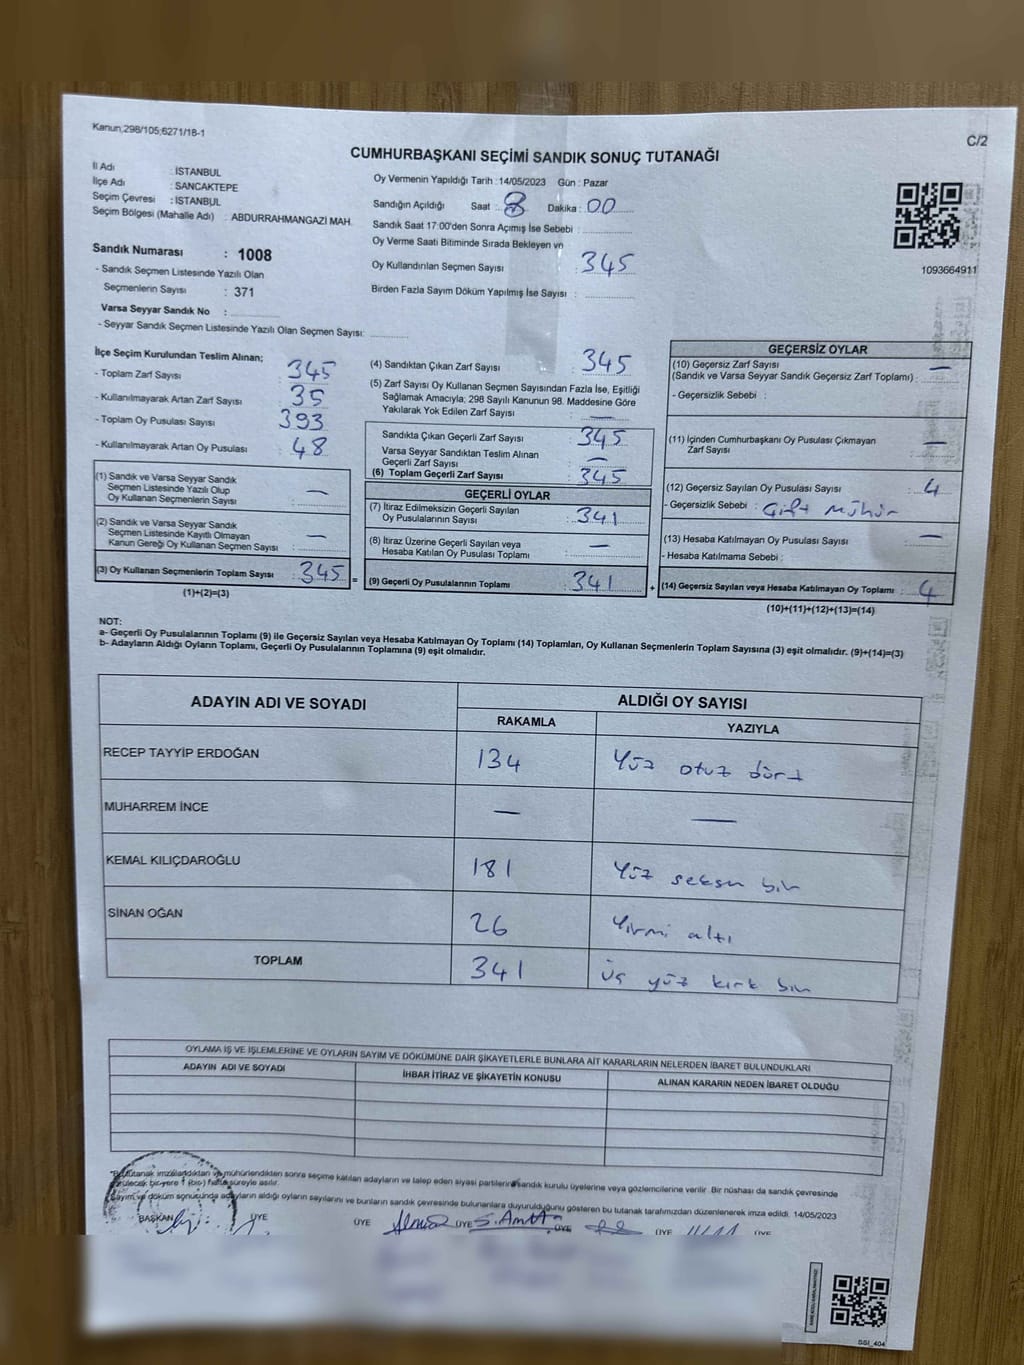 Kanun;298/105;6271/18-1
C/2
CUMHURBAŞKANI SEÇİMİ SANDIK SONUÇ TUTANAĞI
İl Adı : İSTANBUL
İlçe Adı : SANCAKTEPE
Seçim Çevresi : İSTANBUL
Seçim Bölgesi (Mahalle Adı) : ABDURRAHMANGAZİ MAH.
Sandık Numarası : 1008
- Sandık Seçmen Listesinde Yazılı Olan
Seçmenlerin Sayısı : 371
Varsa Seyyar Sandık No :
- Seyyar Sandık Seçmen Listesinde Yazılı Olan Seçmen Sayısı:
Oy Vermenin Yapıldığı Tarih : 14/05/2023 Gün : Pazar
Sandığın Açıldığı Saat : 8 Dakika : 00
Sandık Saat 17:00'den Sonra Açımış İse Sebebi :
Oy Verme Saati Bitiminde Sırada Bekleyen vn
Oy Kullandırılan Seçmen Sayısı : 345
Birden Fazla Sayım Döküm Yapılmış İse Sayısı :
1093664911
İlçe Seçim Kurulundan Teslim Alınan;
- Toplam Zarf Sayısı : 345
- Kullanılmayarak Artan Zarf Sayısı : 35
- Toplam Oy Pusulası Sayısı : 393
- Kullanılmayarak Artan Oy Pusulası : 48
(1) Sandık ve Varsa Seyyar Sandık
Seçmen Listesinde Yazılı Olup
Oy Kullanan Seçmenlerin Sayısı : —
(2) Sandık ve Varsa Seyyar Sandık
Seçmen Listesinde Kayıtlı Olmayan
Kanun Gereği Oy Kullanan Seçmen Sayısı : —
(3) Oy Kullanan Seçmenlerin Toplam Sayısı : 345 =
(1)+(2)=(3)
(4) Sandıktan Çıkan Zarf Sayısı : 345
(5) Zarf Sayısı Oy Kullanan Seçmen Sayısından Fazla İse, Eşitliği
Sağlamak Amacıyla; 298 Sayılı Kanunun 98. Maddesine Göre
Yakılarak Yok Edilen Zarf Sayısı : —
Sandıkta Çıkan Geçerli Zarf Sayısı : 345
Varsa Seyyar Sandıktan Teslim Alınan
Geçerli Zarf Sayısı : —
(6) Toplam Geçerli Zarf Sayısı : 345
GEÇERLİ OYLAR
(7) İtiraz Edilmeksizin Geçerli Sayılan
Oy Pusulalarının Sayısı : 341
(8) İtiraz Üzerine Geçerli Sayılan veya
Hesaba Katılan Oy Pusulası Toplamı : —
(9) Geçerli Oy Pusulalarının Toplamı : 341 +
GEÇERSİZ OYLAR
(10) Geçersiz Zarf Sayısı
(Sandık ve Varsa Seyyar Sandık Geçersiz Zarf Toplamı) : —
- Geçersizlik Sebebi :
(11) İçinden Cumhurbaşkanı Oy Pusulası Çıkmayan
Zarf Sayısı : —
(12) Geçersiz Sayılan Oy Pusulası Sayısı : 4
- Geçersizlik Sebebi : Çift Mühür
(13) Hesaba Katılmayan Oy Pusulası Sayısı : —
- Hesaba Katılmama Sebebi :
(14) Geçersiz Sayılan veya Hesaba Katılmayan Oy Toplamı : 4
(10)+(11)+(12)+(13)=(14)
NOT:
a- Geçerli Oy Pusulalarının Toplamı (9) ile Geçersiz Sayılan veya Hesaba Katılmayan Oy Toplamı (14) Toplamları, Oy Kullanan Seçmenlerin Toplam Sayısına (3) eşit olmalıdır. (9)+(14)=(3)
b- Adayların Aldığı Oyların Toplamı, Geçerli Oy Pusulalarının Toplamına (9) eşit olmalıdır.
ADAYIN ADI VE SOYADI
ALDIĞI OY SAYISI
RAKAMLA YAZIYLA
RECEP TAYYİP ERDOĞAN 134 Yüz otuz dört
MUHARREM İNCE — —
KEMAL KILIÇDAROĞLU 181 Yüz seksen bir
SİNAN OĞAN 26 Yirmi altı
TOPLAM 341 üç yüz kırk bir
OYLAMA İŞ VE İŞLEMLERİNE VE OYLARIN SAYIM VE DÖKÜMÜNE DAİR ŞİKAYETLERLE BUNLARA AİT KARARLARIN NELERDEN İBARET BULUNDUKLARI
ADAYIN ADI VE SOYADI İHBAR İTİRAZ VE ŞİKAYETİN KONUSU ALINAN KARARIN NEDEN İBARET OLDUĞU
tutanak imzalandıktan ve mühürlendikten sonra seçime katılan adayların ve talep eden siyasi partilerin sandık kurulu üyelerine veya gözlemcilerine verilir. Bir nüshası da sandık çevresinde
görülecek bir yere 1 (bir) hafta süreyle asılır.
Sayım ve döküm sonucunda adayların aldığı oyların sayılarını ve bunların sandık çevresinde bulunanlara duyurulduğunu gösteren bu tutanak tarafımızdan düzenlenerek imza edildi. 14/05/2023
BAŞKAN ÜYE ÜYE ÜYE ÜYE ÜYE ÜYE
SSİ_404